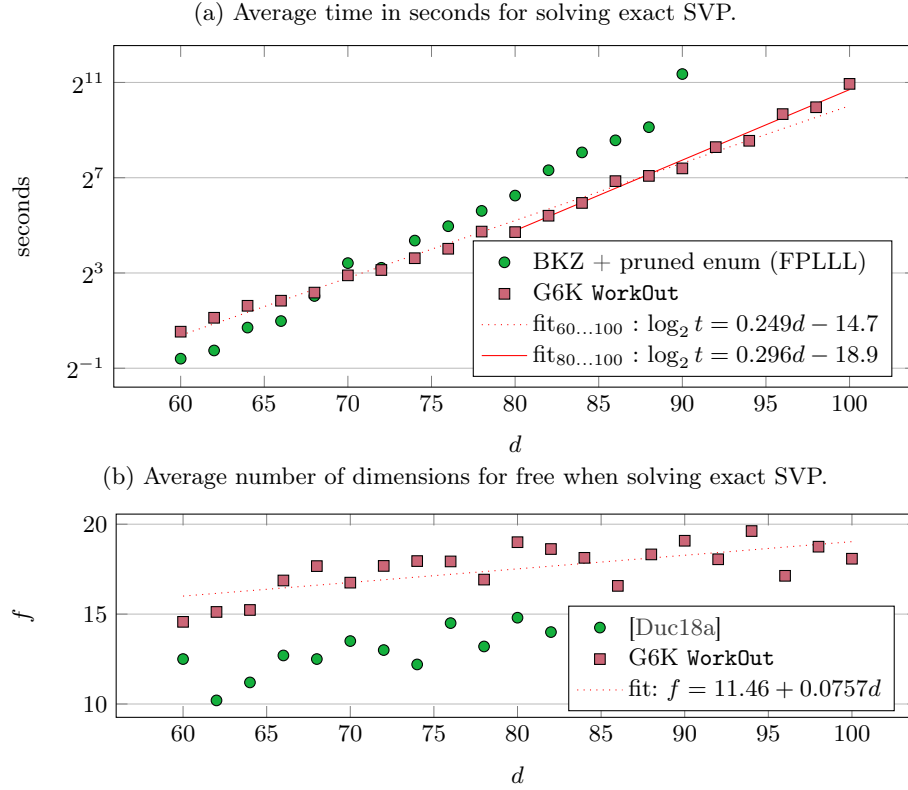 (a) Average time in seconds for solving exact SVP.
2^11
2^7
2^3
2^−1
seconds
60 65 70 75 80 85 90 95 100
d
BKZ + pruned enum (FPLLL)
G6K WorkOut
fit_60...100 : log_2 t = 0.249d − 14.7
fit_80...100 : log_2 t = 0.296d − 18.9
(b) Average number of dimensions for free when solving exact SVP.
20
15
10
f
60 65 70 75 80 85 90 95 100
d
[Duc18a]
G6K WorkOut
fit: f = 11.46 + 0.0757d